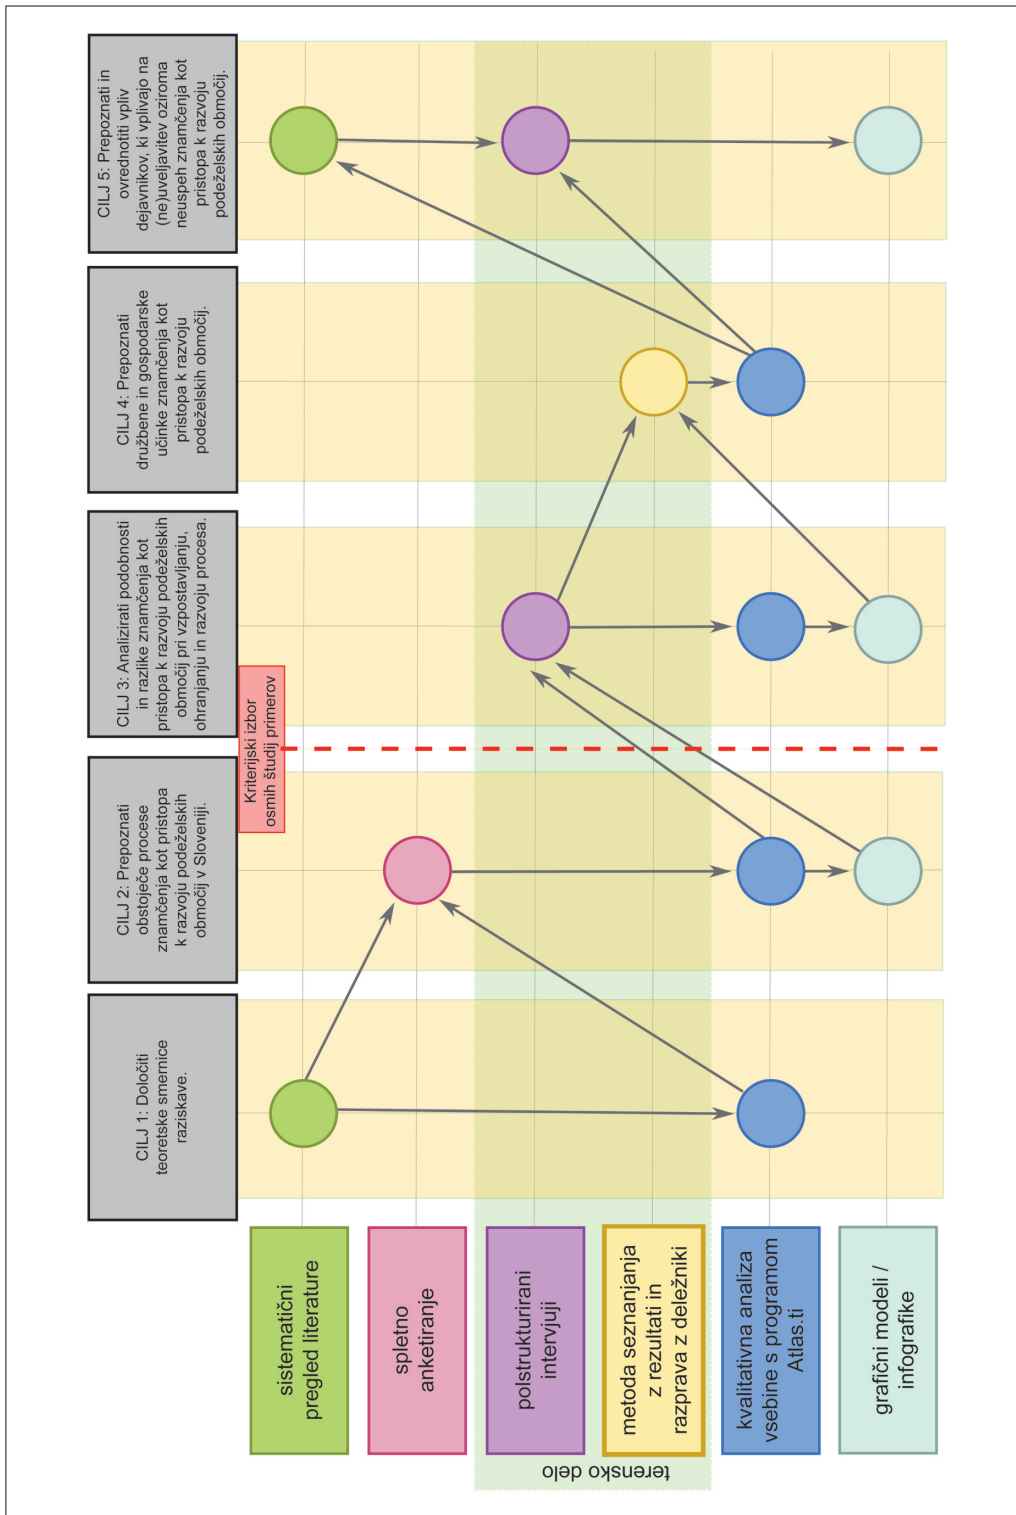 CILJ 1: Določiti
teoretske smernice
raziskave.
CILJ 2: Prepoznati
obstoječe procese
znamčenja kot pristopa
k razvoju podeželskih
območij v Sloveniji.
CILJ 3: Analizirati podobnosti
in razlike znamčenja kot
pristopa k razvoju podeželskih
območij pri vzpostavljanju,
ohranjanju in razvoju procesa.
CILJ 4: Prepoznati
družbene in gospodarske
učinke znamčenja kot
pristopa k razvoju
podeželskih območij.
CILJ 5: Prepoznati in
ovrednotiti vpliv
dejavnikov, ki vplivajo na
(ne)uveljavitev oziroma
neuspeh znamčenja kot
pristopa k razvoju
podeželskih območij.
Kriterijski izbor
osmih študij primerov
sistematični
pregled literature
spletno
anketiranje
polstrukturirani
intervjuji
metoda seznanjanja
z rezultati in
razprava z deležniki
kvalitativna analiza
vsebine s programom
Atlas.ti
grafični modeli /
infografike
terensko delo